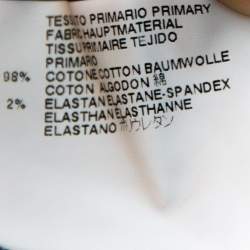 TESSUTO PRIMARIO PRIMARY
FABRIC HAUPTMATERIAL
TISSU PRIMAIRE TEJIDO
PRIMARIO
98% COTONE COTTON BAUMWOLLE
COTON ALGODON 綿
2% ELASTAN ELASTANE-SPANDEX
ELASTHAN ELASTHANNE
ELASTANO ポリウレタン